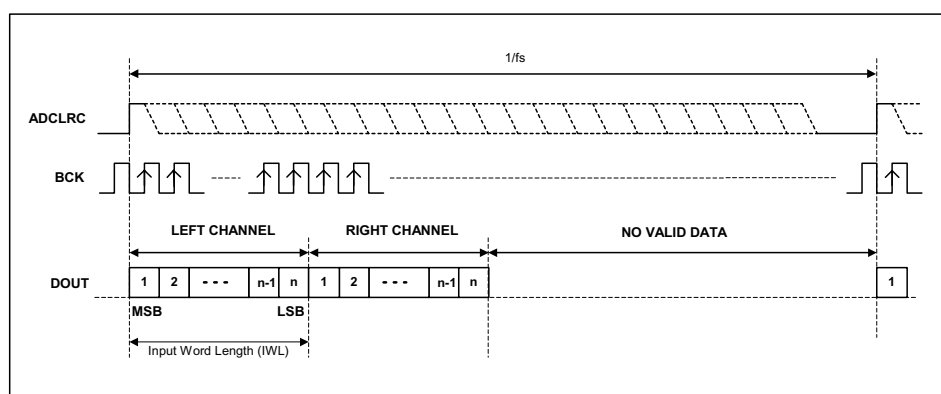 1/fs
ADCLRC
BCK
LEFT CHANNEL RIGHT CHANNEL NO VALID DATA
DOUT 1 2 --- n-1 n 1 2 --- n-1 n 1
MSB LSB
Input Word Length (IWL)